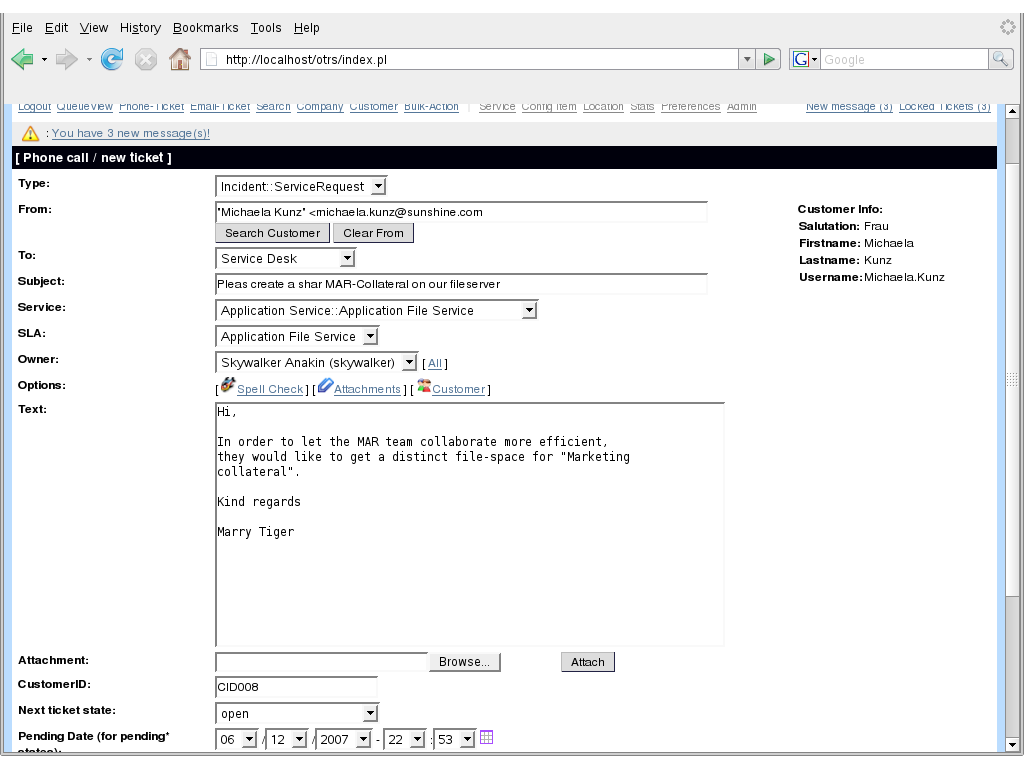 File Edit View History Bookmarks Tools Help
http://localhost/otrs/index.pl
G Google
Logout QueueView Phone-Ticket Email-Ticket Search Company Customer Bulk-Action Service Config Item Location Stats Preferences Admin New message (3) Locked Tickets (3)
: You have 3 new message(s)!
[ Phone call / new ticket ]
Type: Incident::ServiceRequest
From: "Michaela Kunz" <michaela.kunz@sunshine.com
Search Customer Clear From
To: Service Desk
Subject: Pleas create a shar MAR-Collateral on our fileserver
Service: Application Service::Application File Service
SLA: Application File Service
Owner: Skywalker Anakin (skywalker) [ All ]
Options: [ Spell Check ] [ Attachments ] [ Customer ]
Text: Hi,
In order to let the MAR team collaborate more efficient,
they would like to get a distinct file-space for "Marketing
collateral".
Kind regards
Marry Tiger
Customer Info:
Salutation: Frau
Firstname: Michaela
Lastname: Kunz
Username: Michaela.Kunz
Attachment: Browse... Attach
CustomerID: CID008
Next ticket state: open
Pending Date (for pending* 06 / 12 / 2007 - 22 : 53
states):